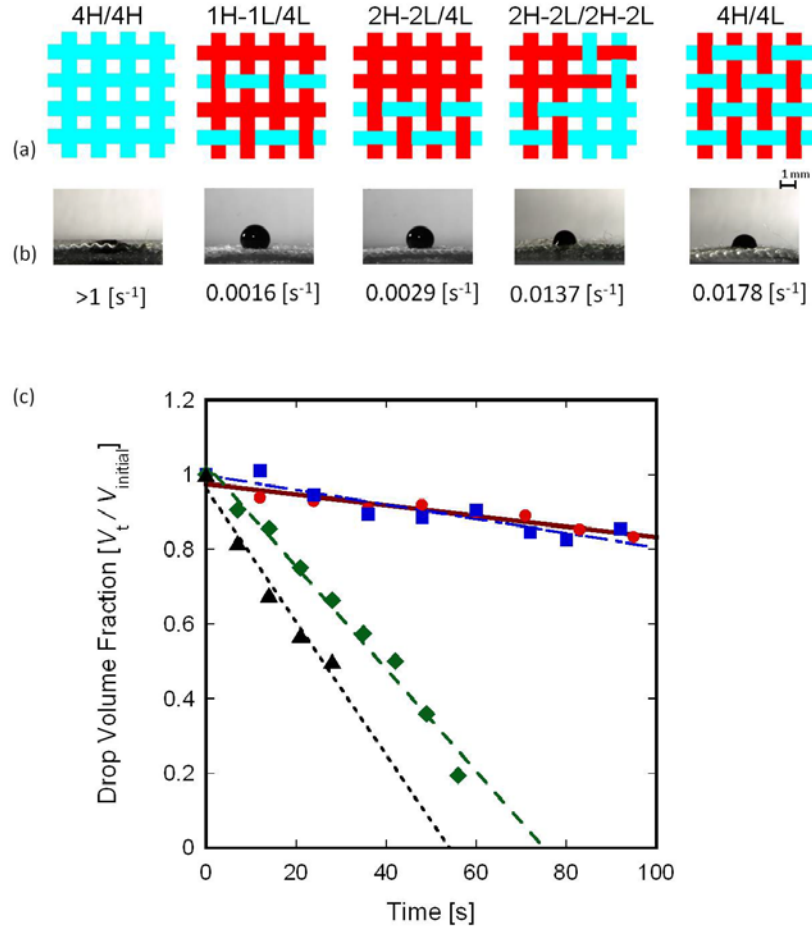 4H/4H 1H-1L/4L 2H-2L/4L 2H-2L/2H-2L 4H/4L
(a)
1 mm
(b)
>1 [s⁻¹] 0.0016 [s⁻¹] 0.0029 [s⁻¹] 0.0137 [s⁻¹] 0.0178 [s⁻¹]
(c)
Drop Volume Fraction [V_t / V_initial]
1.2
1
0.8
0.6
0.4
0.2
0
0 20 40 60 80 100
Time [s]